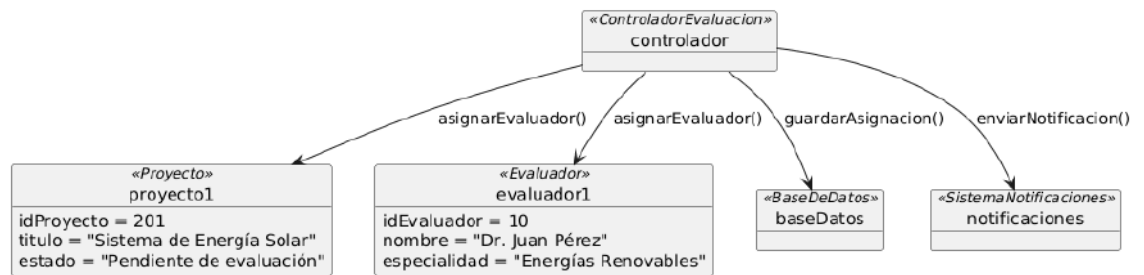 «ControladorEvaluacion»
controlador
asignarEvaluador()
asignarEvaluador()
guardarAsignacion()
enviarNotificacion()
«Proyecto»
proyecto1
idProyecto = 201
titulo = "Sistema de Energía Solar"
estado = "Pendiente de evaluación"
«Evaluador»
evaluador1
idEvaluador = 10
nombre = "Dr. Juan Pérez"
especialidad = "Energías Renovables"
«BaseDeDatos»
baseDatos
«SistemaNotificaciones»
notificaciones